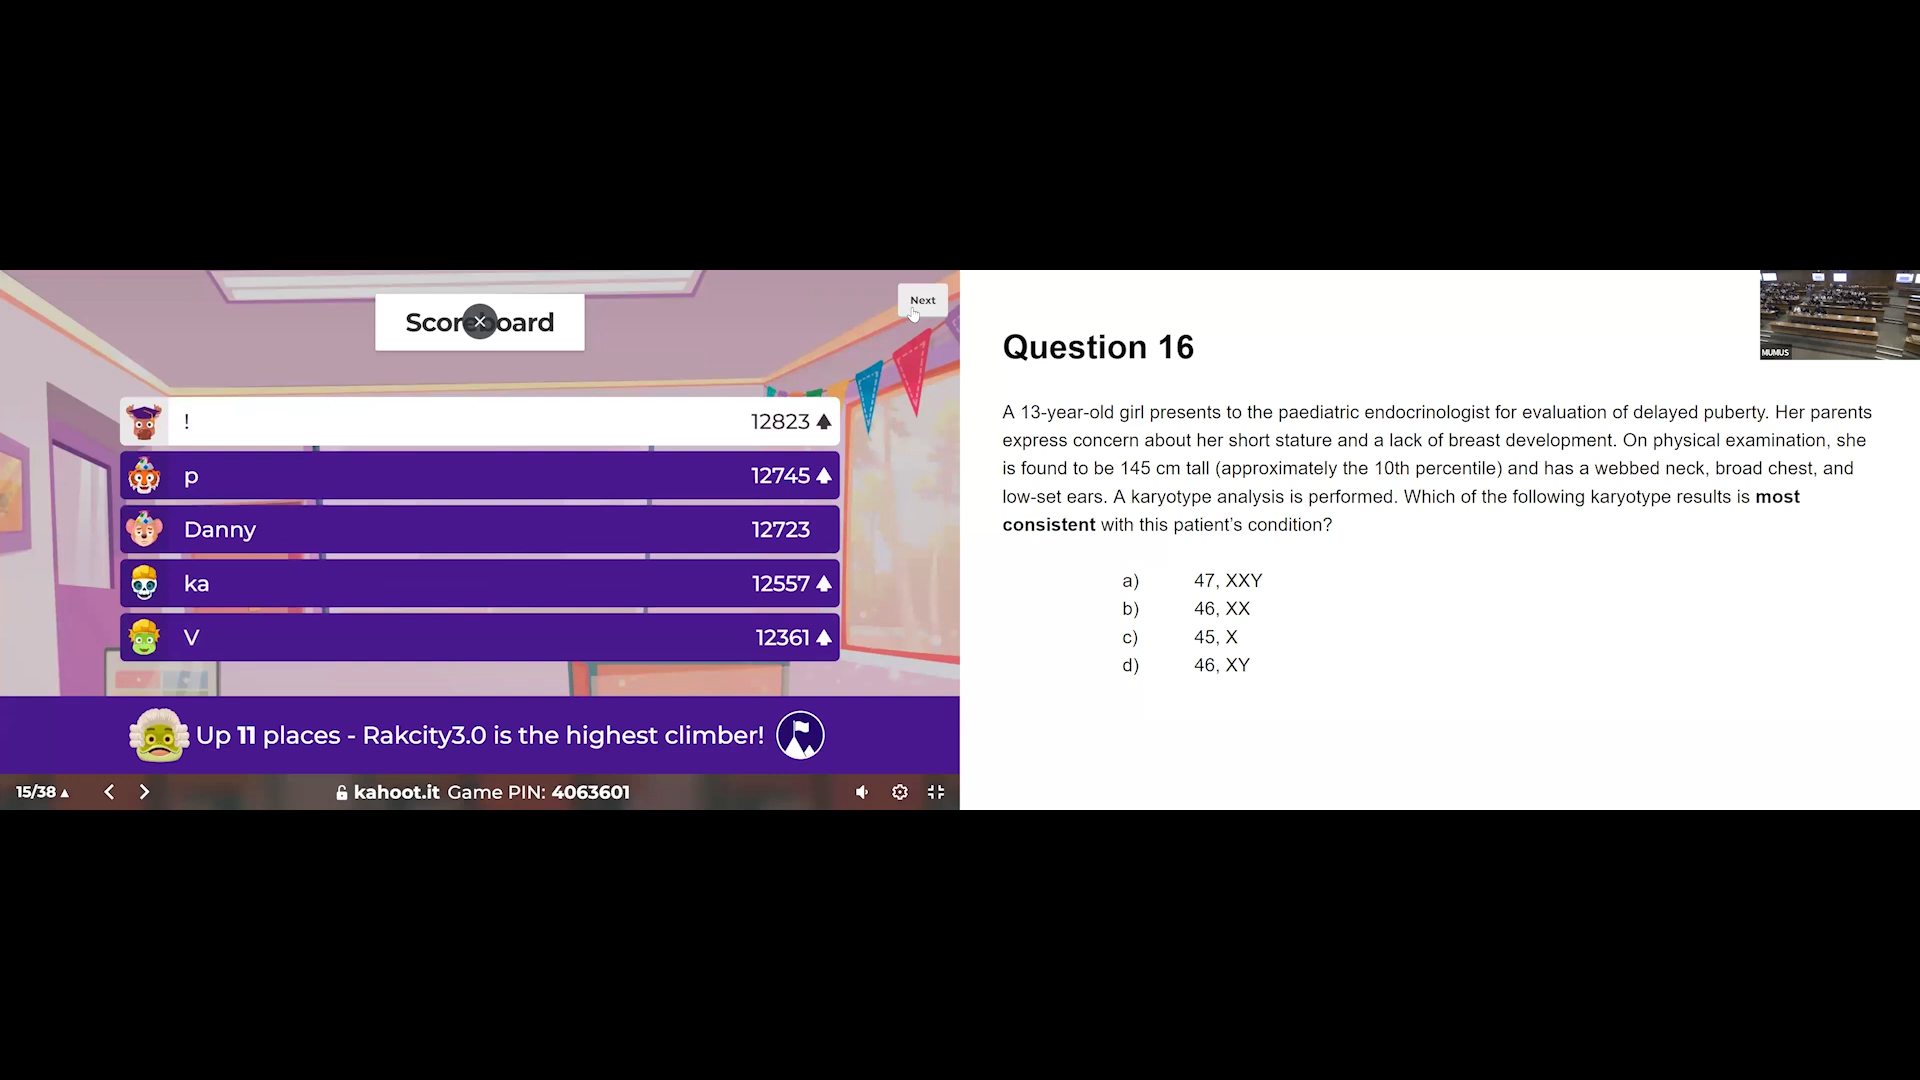 Scoreboard
Next
! 12823
p 12745
Danny 12723
ka 12557
V 12361
Up 11 places - Rakcity3.0 is the highest climber!
15/38
kahoot.it Game PIN: 4063601
MUMUS
Question 16
A 13-year-old girl presents to the paediatric endocrinologist for evaluation of delayed puberty. Her parents
express concern about her short stature and a lack of breast development. On physical examination, she
is found to be 145 cm tall (approximately the 10th percentile) and has a webbed neck, broad chest, and
low-set ears. A karyotype analysis is performed. Which of the following karyotype results is most
consistent with this patient's condition?
a) 47, XXY
b) 46, XX
c) 45, X
d) 46, XY